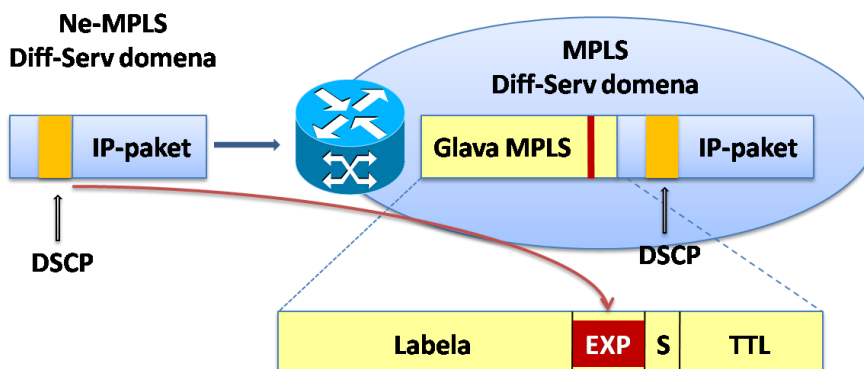 Ne-MPLS
Diff-Serv domena
MPLS
Diff-Serv domena
IP-paket
Glava MPLS
IP-paket
DSCP
DSCP
Labela
EXP
S
TTL